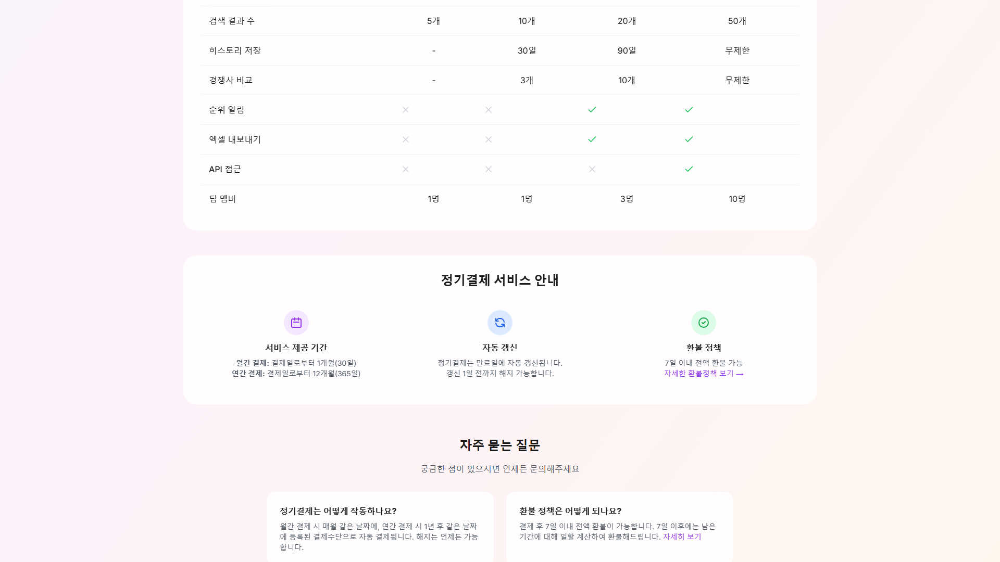 검색 결과 수 5개 10개 20개 50개
히스토리 저장 - 30일 90일 무제한
경쟁사 비교 - 3개 10개 무제한
순위 알림
엑셀 내보내기
API 접근
팀 멤버 1명 1명 3명 10명
정기결제 서비스 안내
서비스 제공 기간
월간 결제: 결제일로부터 1개월(30일)
연간 결제: 결제일로부터 12개월(365일)
자동 갱신
정기결제는 만료일에 자동 갱신됩니다.
갱신 1일 전까지 해지 가능합니다.
환불 정책
7일 이내 전액 환불 가능
자세한 환불정책 보기 →
자주 묻는 질문
궁금한 점이 있으시면 언제든 문의해주세요
정기결제는 어떻게 작동하나요?
월간 결제 시 매월 같은 날짜에, 연간 결제 시 1년 후 같은 날짜
에 등록된 결제수단으로 자동 결제됩니다. 해지는 언제든 가능
합니다.
환불 정책은 어떻게 되나요?
결제 후 7일 이내 전액 환불이 가능합니다. 7일 이후에는 남은
기간에 대해 일할 계산하여 환불해드립니다. 자세히 보기